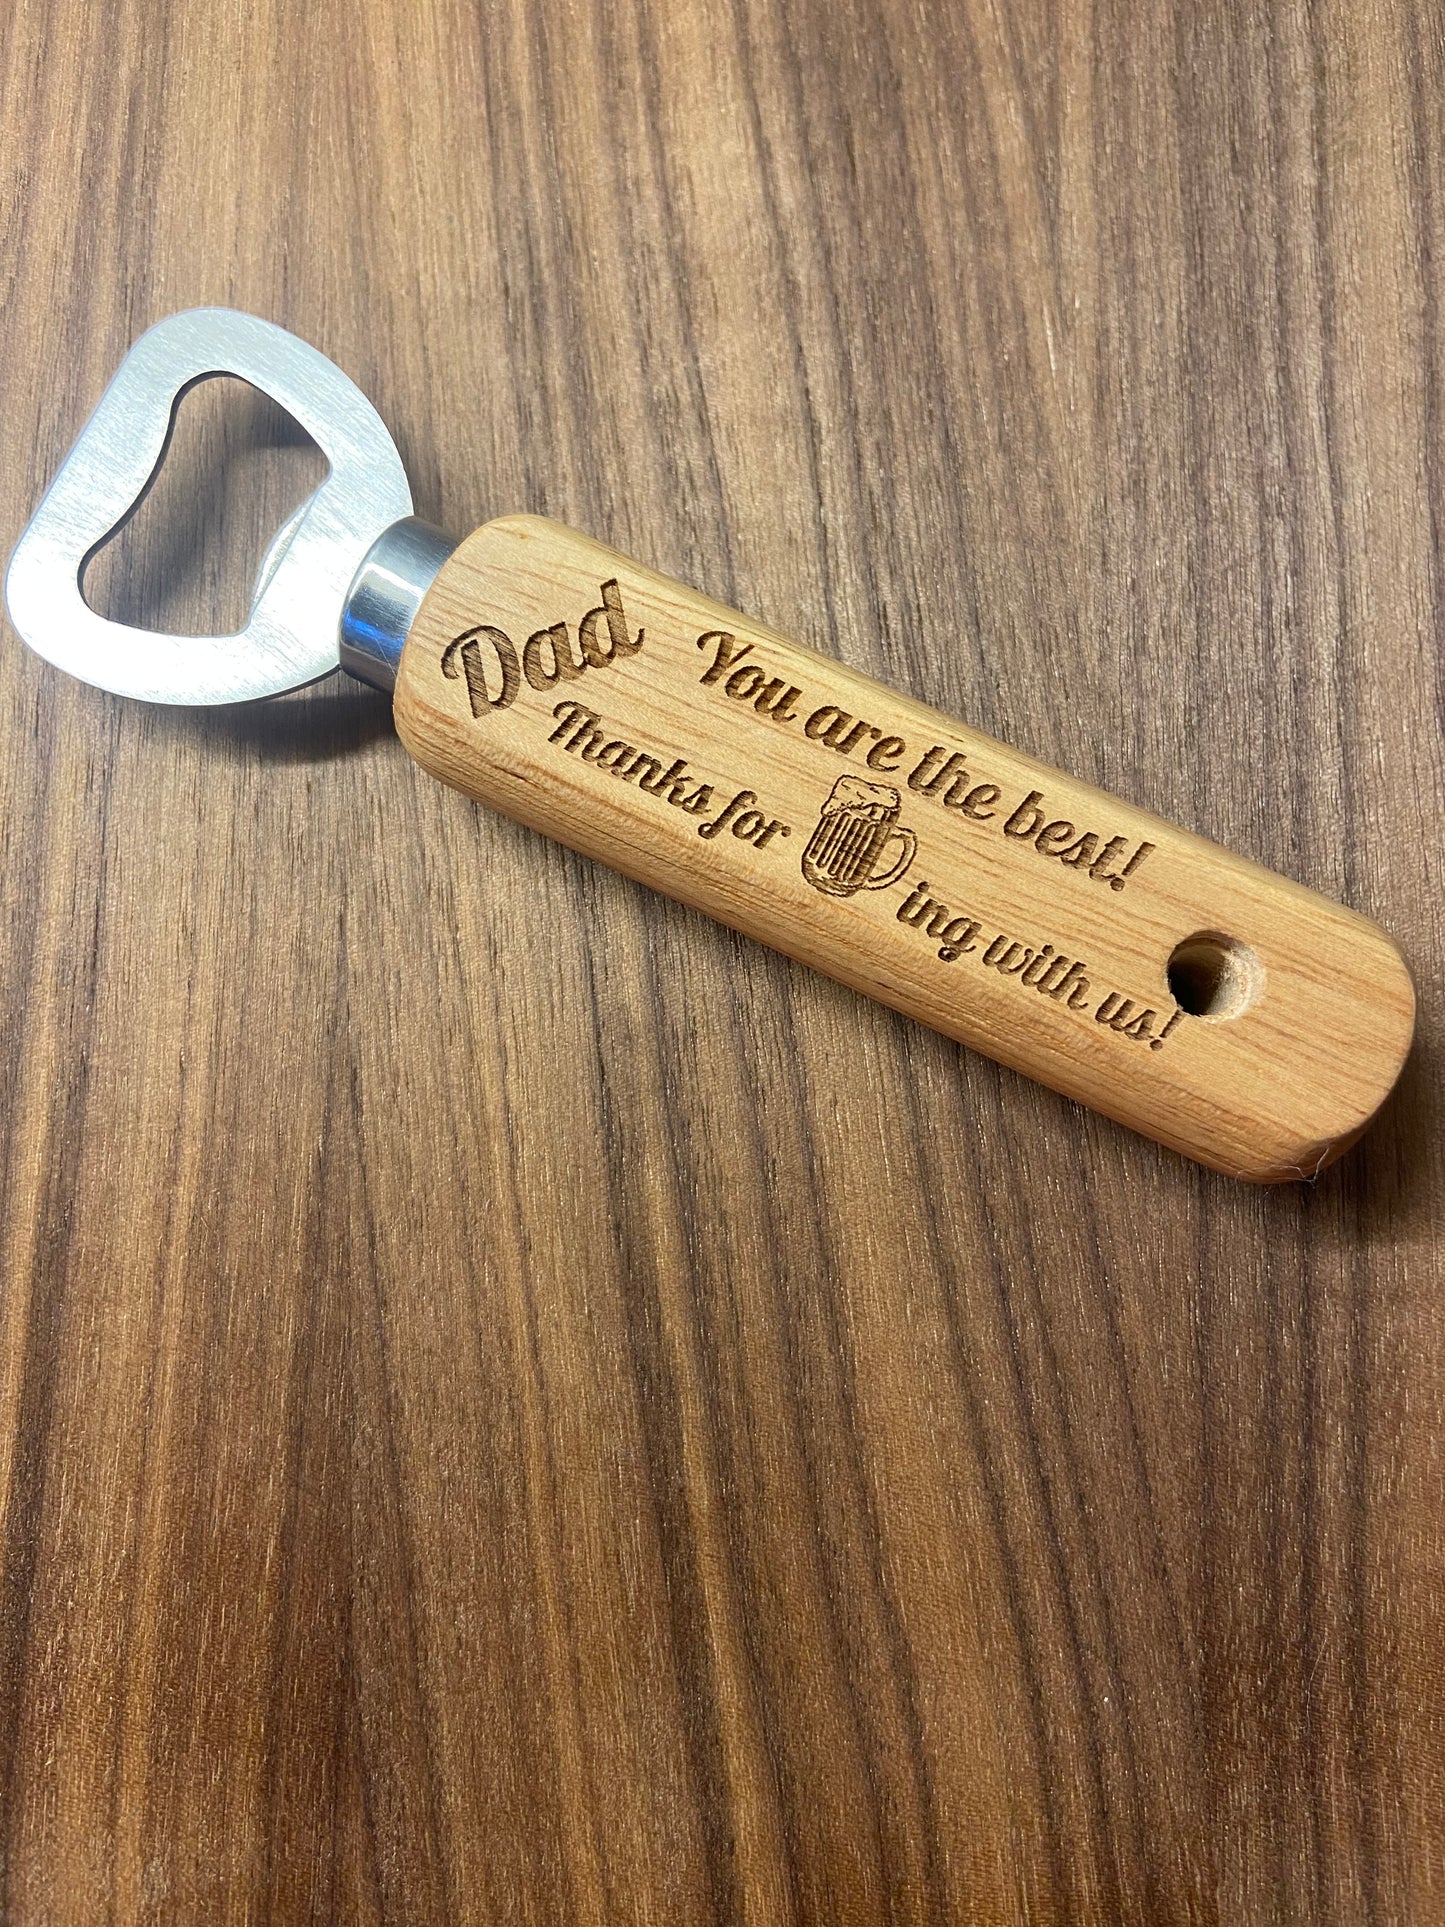 Dad You are the best!
Thanks for ing with us!